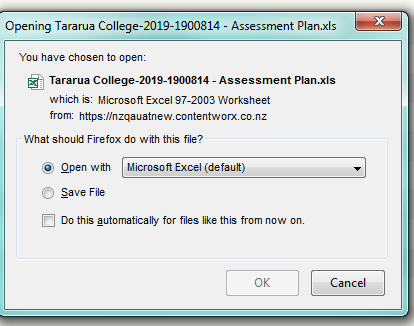 Opening Tararua College-2019-1900814 - Assessment Plan.xls
You have chosen to open:
Tararua College-2019-1900814 - Assessment Plan.xls
which is: Microsoft Excel 97-2003 Worksheet
from: https://nzqauatnew.contentworx.co.nz
What should Firefox do with this file?
Open with Microsoft Excel (default)
Save File
Do this automatically for files like this from now on.
OK Cancel